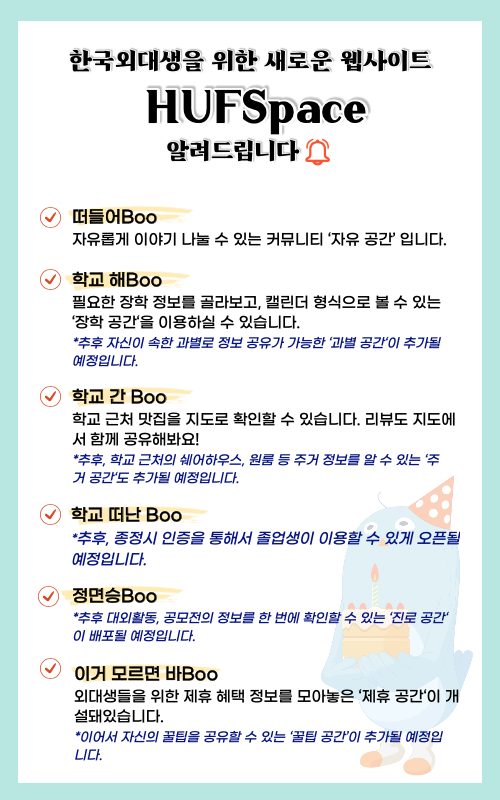 한국외대생을 위한 새로운 웹사이트
HUFSpace
알려드립니다
떠들어Boo
자유롭게 이야기 나눌 수 있는 커뮤니티 ‘자유 공간’ 입니다.
학교 해Boo
필요한 장학 정보를 골라보고, 캘린더 형식으로 볼 수 있는
‘장학 공간‘을 이용하실 수 있습니다.
*추후 자신이 속한 과별로 정보 공유가 가능한 ‘과별 공간‘이 추가될
예정입니다.
학교 간 Boo
학교 근처 맛집을 지도로 확인할 수 있습니다. 리뷰도 지도에
서 함께 공유해봐요!
*추후, 학교 근처의 쉐어하우스, 원룸 등 주거 정보를 알 수 있는 ‘주
거 공간‘도 추가될 예정입니다.
학교 떠난 Boo
*추후, 종정시 인증을 통해서 졸업생이 이용할 수 있게 오픈될
예정입니다.
정면승Boo
*추후 대외활동, 공모전의 정보를 한 번에 확인할 수 있는 ‘진로 공간‘
이 배포될 예정입니다.
이거 모르면 바Boo
외대생들을 위한 제휴 혜택 정보를 모아놓은 ‘제휴 공간‘이 개
설돼있습니다.
*이어서 자신의 꿀팁을 공유할 수 있는 ‘꿀팁 공간’이 추가될 예정입
니다.